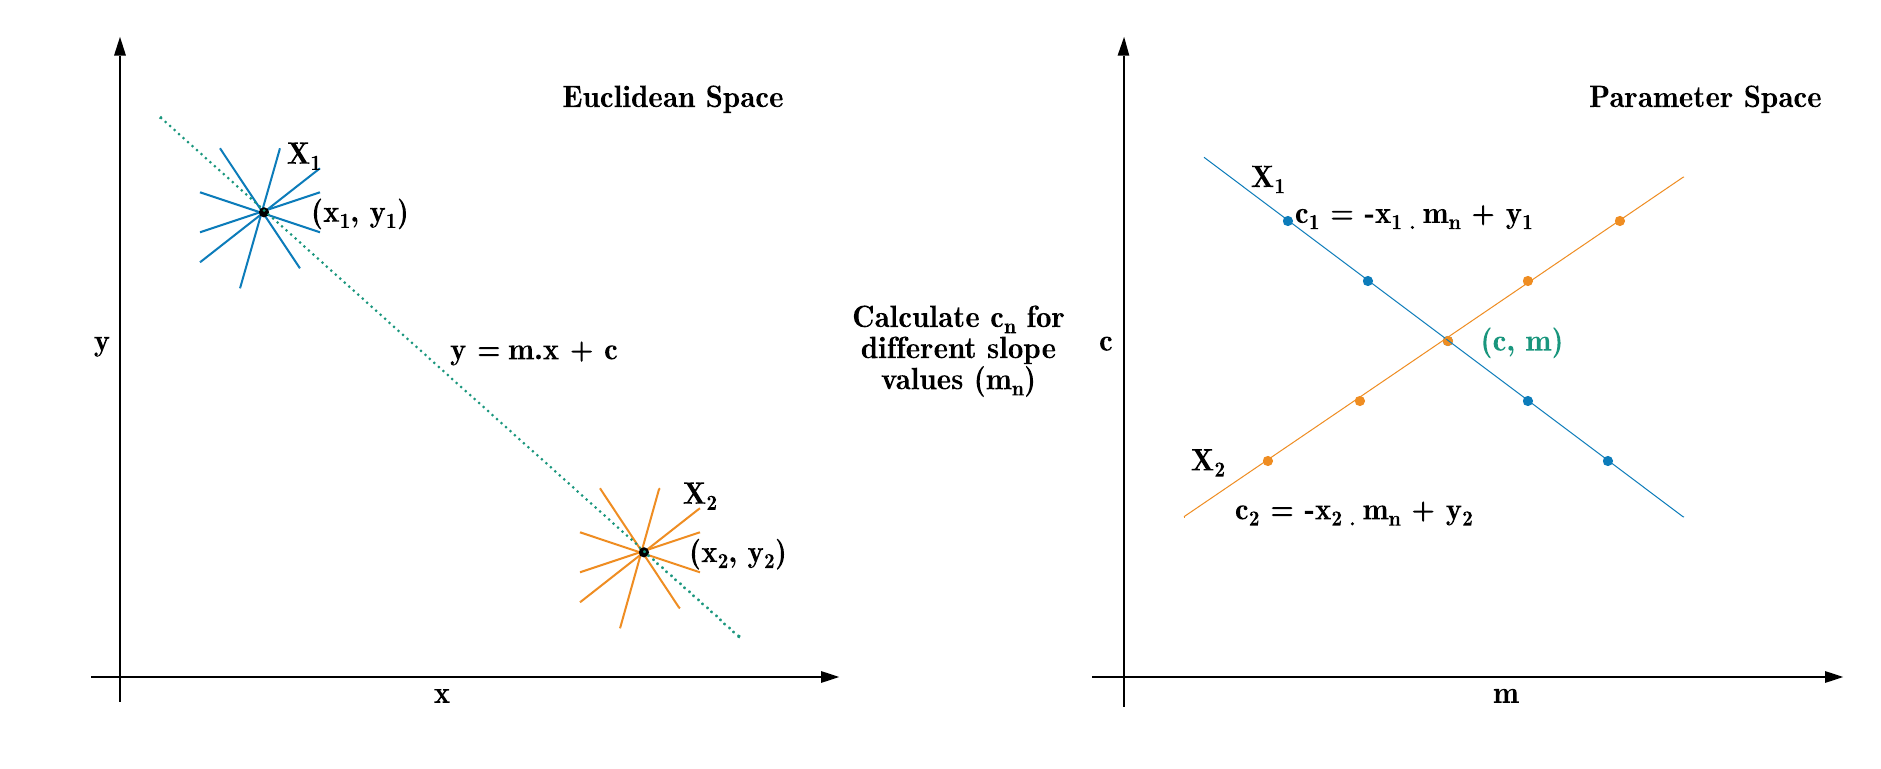 Euclidean Space
X₁
(x₁, y₁)
y
y = m.x + c
X₂
(x₂, y₂)
x
Calculate cₙ for
different slope
values (mₙ)
Parameter Space
X₁
c₁ = -x₁ . mₙ + y₁
c
(c, m)
X₂
c₂ = -x₂ . mₙ + y₂
m